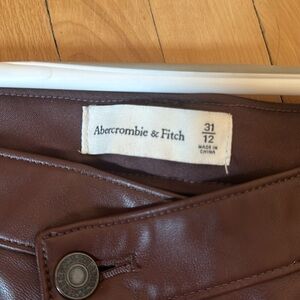 Abercrombie & Fitch
31
12
MADE IN
CHINA